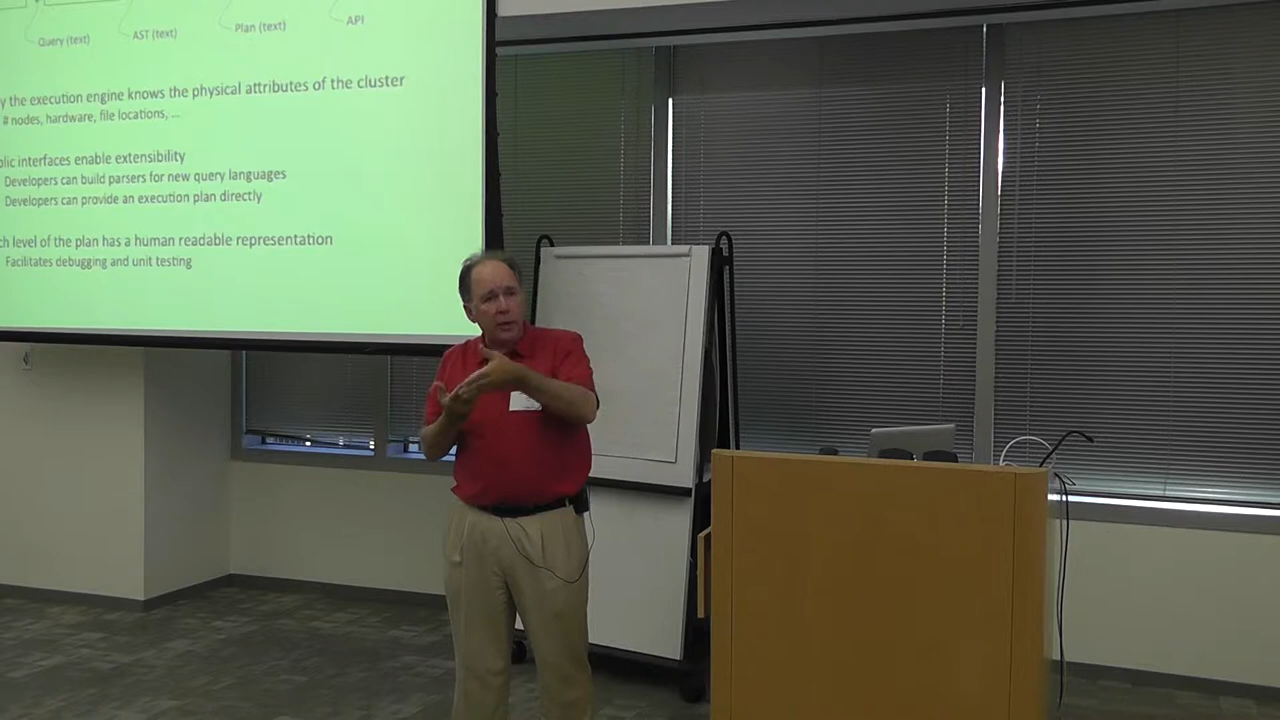 Query (text) AST (text) Plan (text) API
y the execution engine knows the physical attributes of the cluster
# nodes, hardware, file locations, ...
blic interfaces enable extensibility
Developers can build parsers for new query languages
Developers can provide an execution plan directly
ch level of the plan has a human readable representation
Facilitates debugging and unit testing